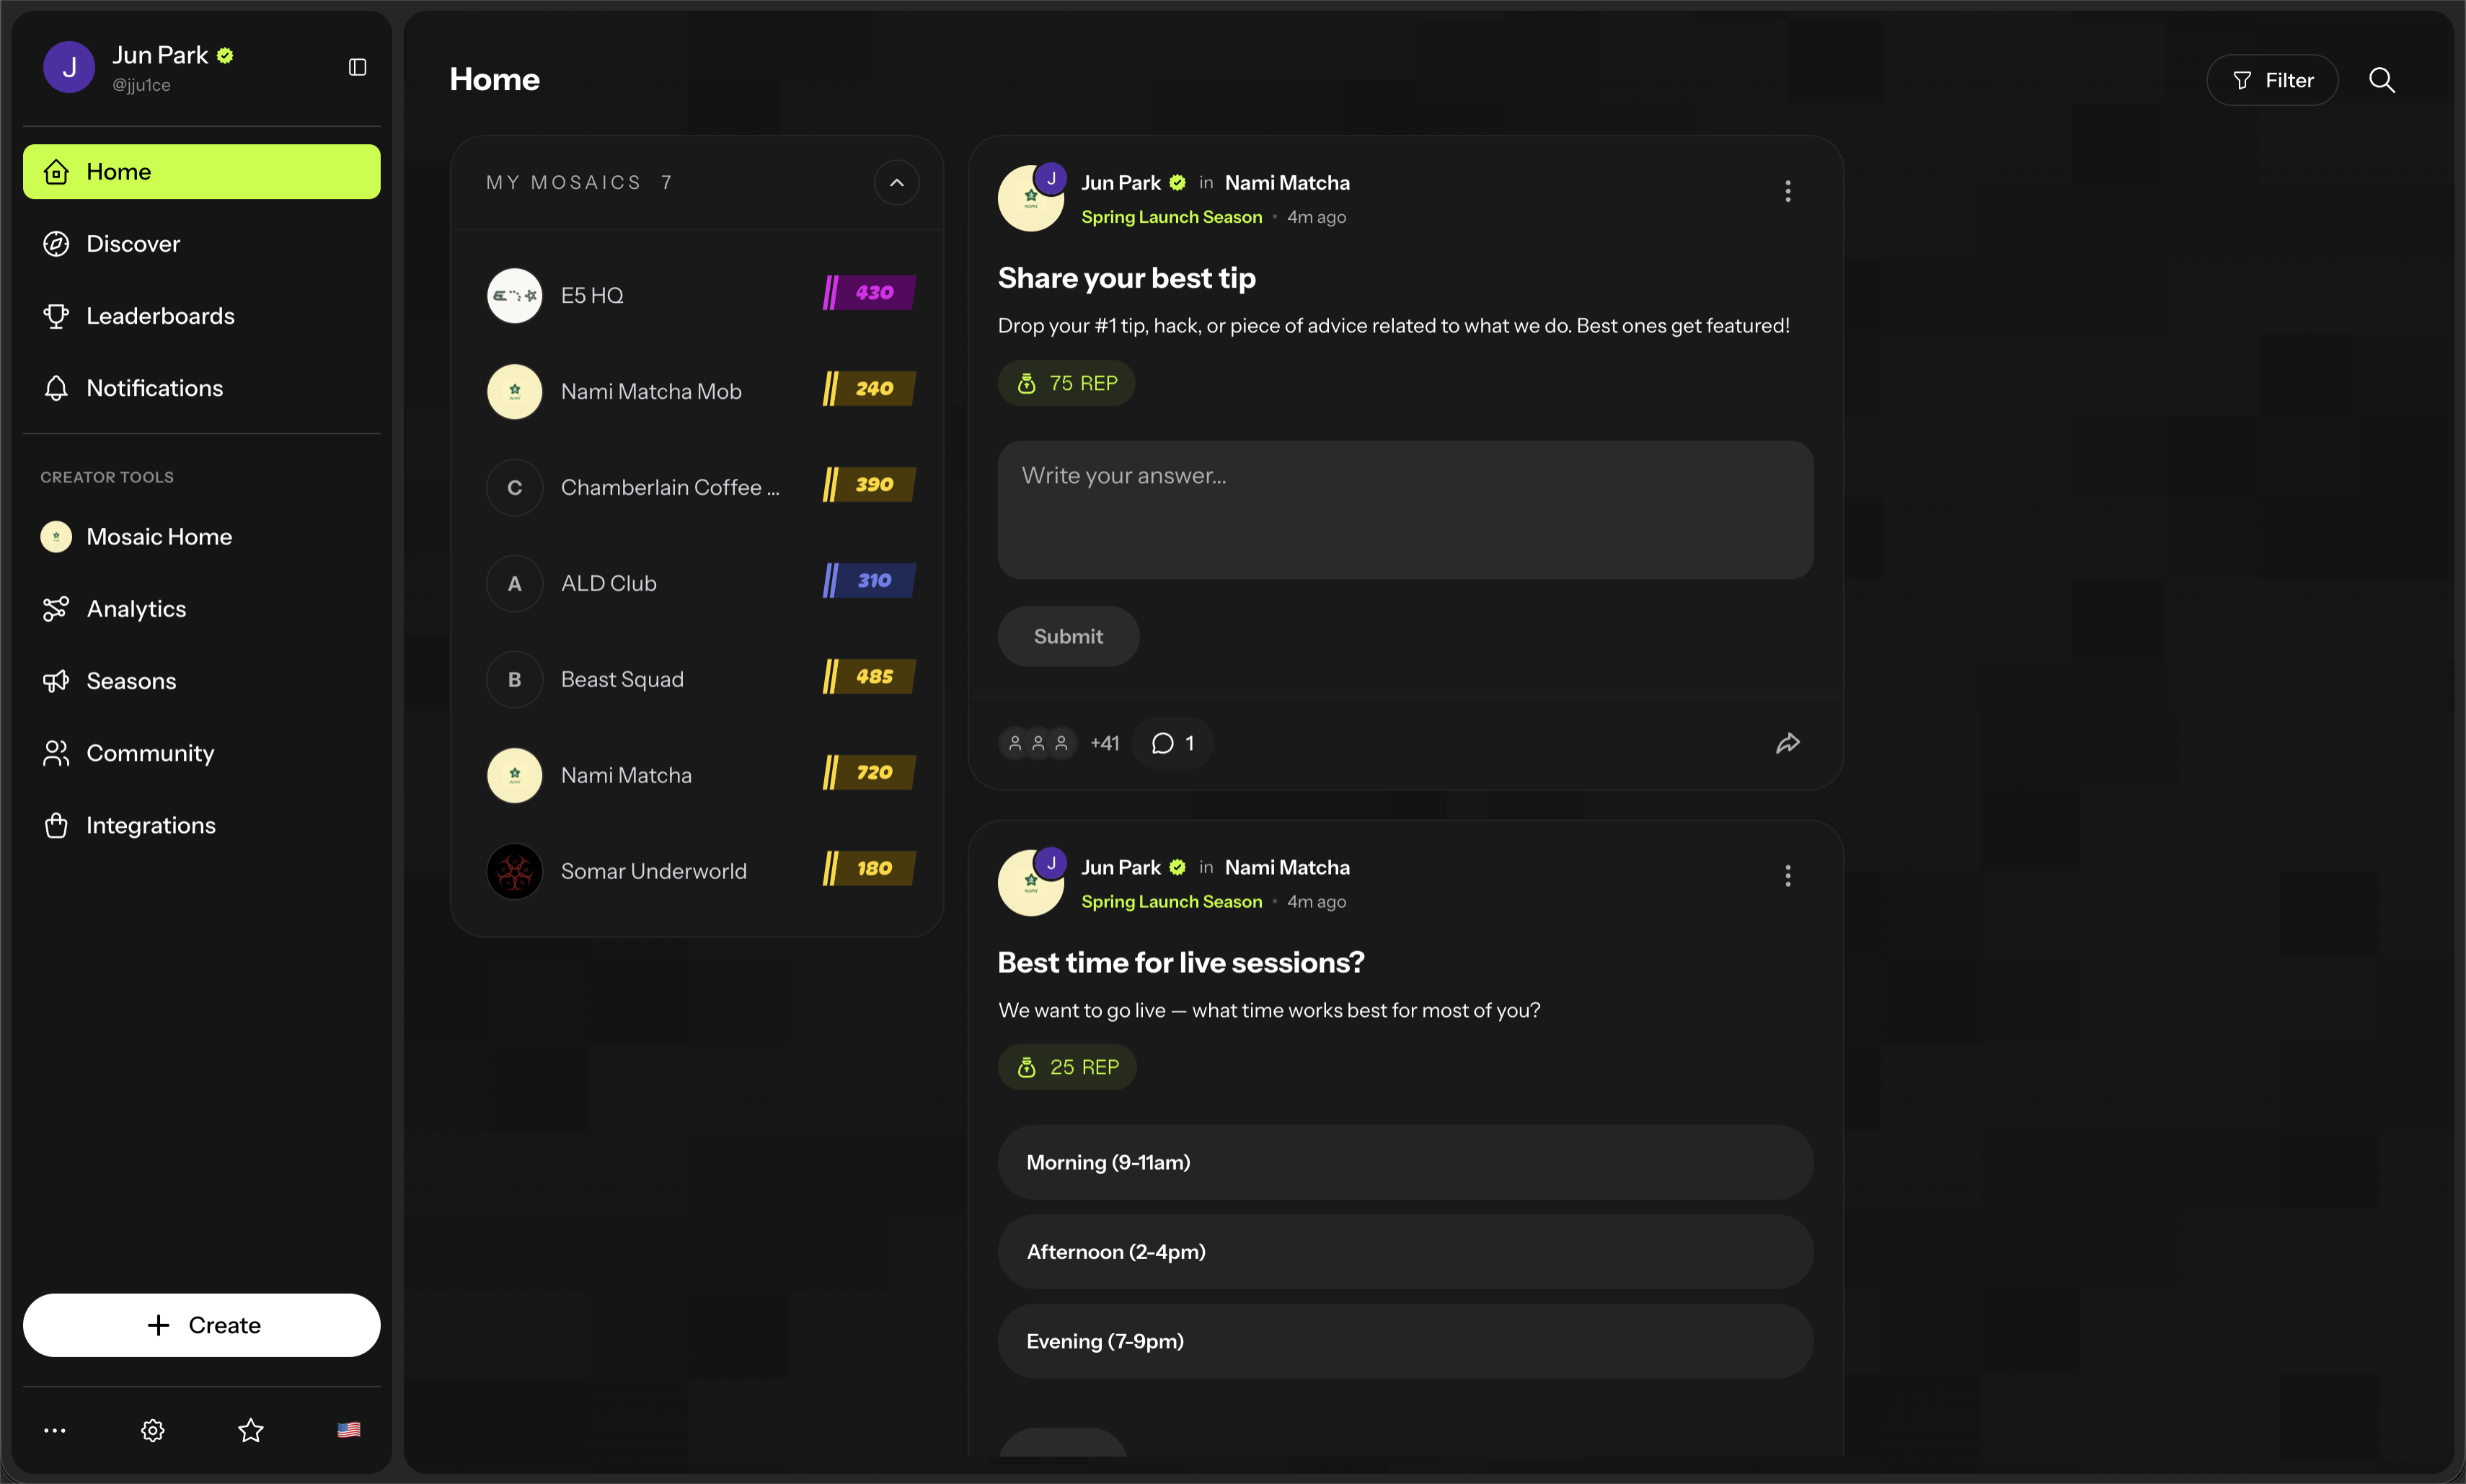 J
Jun Park
@jju1ce
Home
Discover
Leaderboards
Notifications
CREATOR TOOLS
Mosaic Home
Analytics
Seasons
Community
Integrations
Create
Home
Filter
MY MOSAICS 7
E5 HQ 430
nami
Nami Matcha Mob 240
C Chamberlain Coffee ... 390
A ALD Club 310
B Beast Squad 485
nami
Nami Matcha 720
Somar Underworld 180
J
nami
Jun Park in Nami Matcha
Spring Launch Season • 4m ago
Share your best tip
Drop your #1 tip, hack, or piece of advice related to what we do. Best ones get featured!
75 REP
Write your answer...
Submit
+41 1
J
nami
Jun Park in Nami Matcha
Spring Launch Season • 4m ago
Best time for live sessions?
We want to go live — what time works best for most of you?
25 REP
Morning (9-11am)
Afternoon (2-4pm)
Evening (7-9pm)